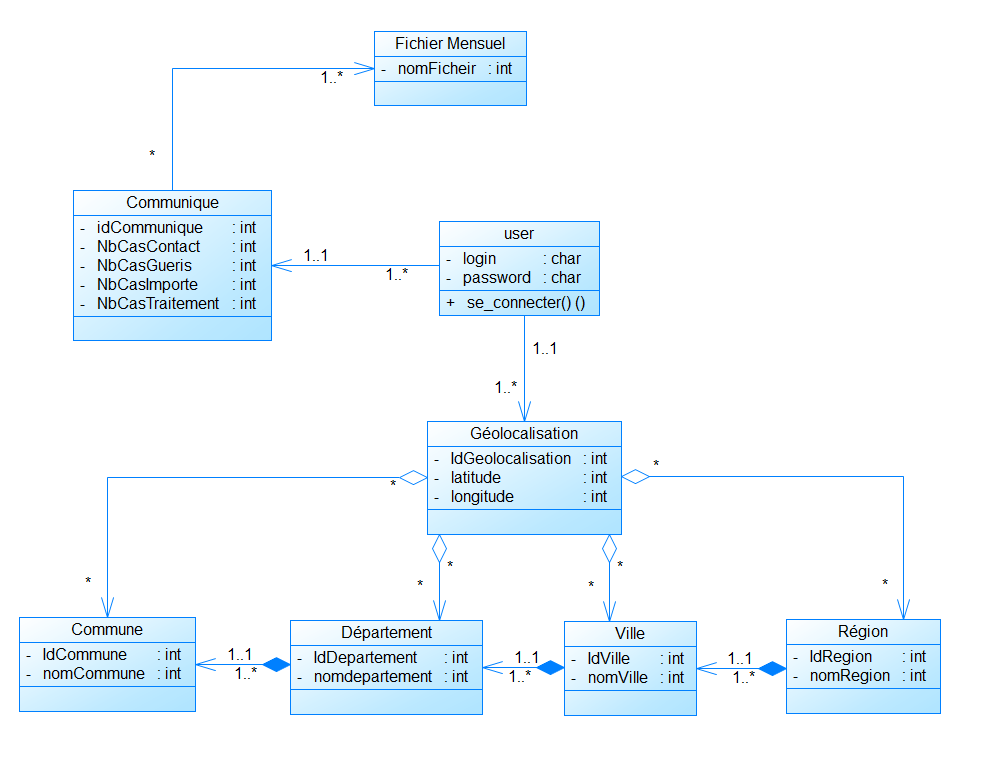 Fichier Mensuel
- nomFicheir : int
1..*
*
Communique
- idCommunique : int
- NbCasContact : int
- NbCasGueris : int
- NbCasImporte : int
- NbCasTraitement : int
1..1
1..*
user
- login : char
- password : char
+ se_connecter() ()
1..1
1..*
Géolocalisation
- IdGeolocalisation : int
- latitude : int
- longitude : int
*
*
*
*
*
*
*
*
Commune
- IdCommune : int
- nomCommune : int
1..1
1..*
Département
- IdDepartement : int
- nomdepartement : int
1..1
1..*
Ville
- IdVille : int
- nomVille : int
1..1
1..*
Région
- IdRegion : int
- nomRegion : int